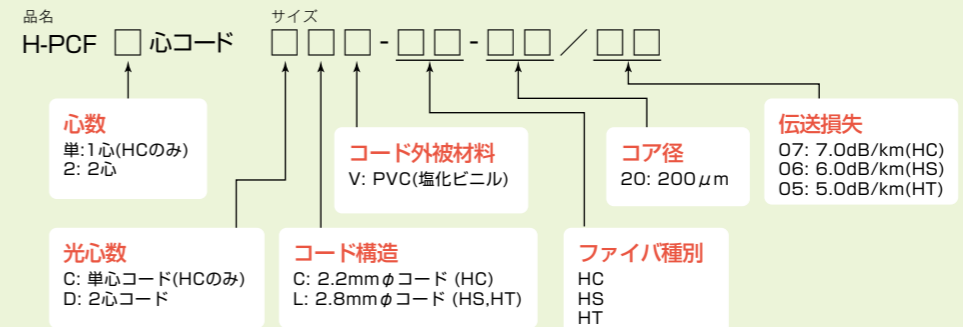 品名
サイズ
H-PCF □心コード □□□-□□-□□／□□
心数
単:1心(HCのみ)
2: 2心
コード外被材料
V: PVC(塩化ビニル)
コア径
20: 200μm
伝送損失
07: 7.0dB/km(HC)
06: 6.0dB/km(HS)
05: 5.0dB/km(HT)
光心数
C: 単心コード(HCのみ)
D: 2心コード
コード構造
C: 2.2mmφコード (HC)
L: 2.8mmφコード (HS,HT)
ファイバ種別
HC
HS
HT